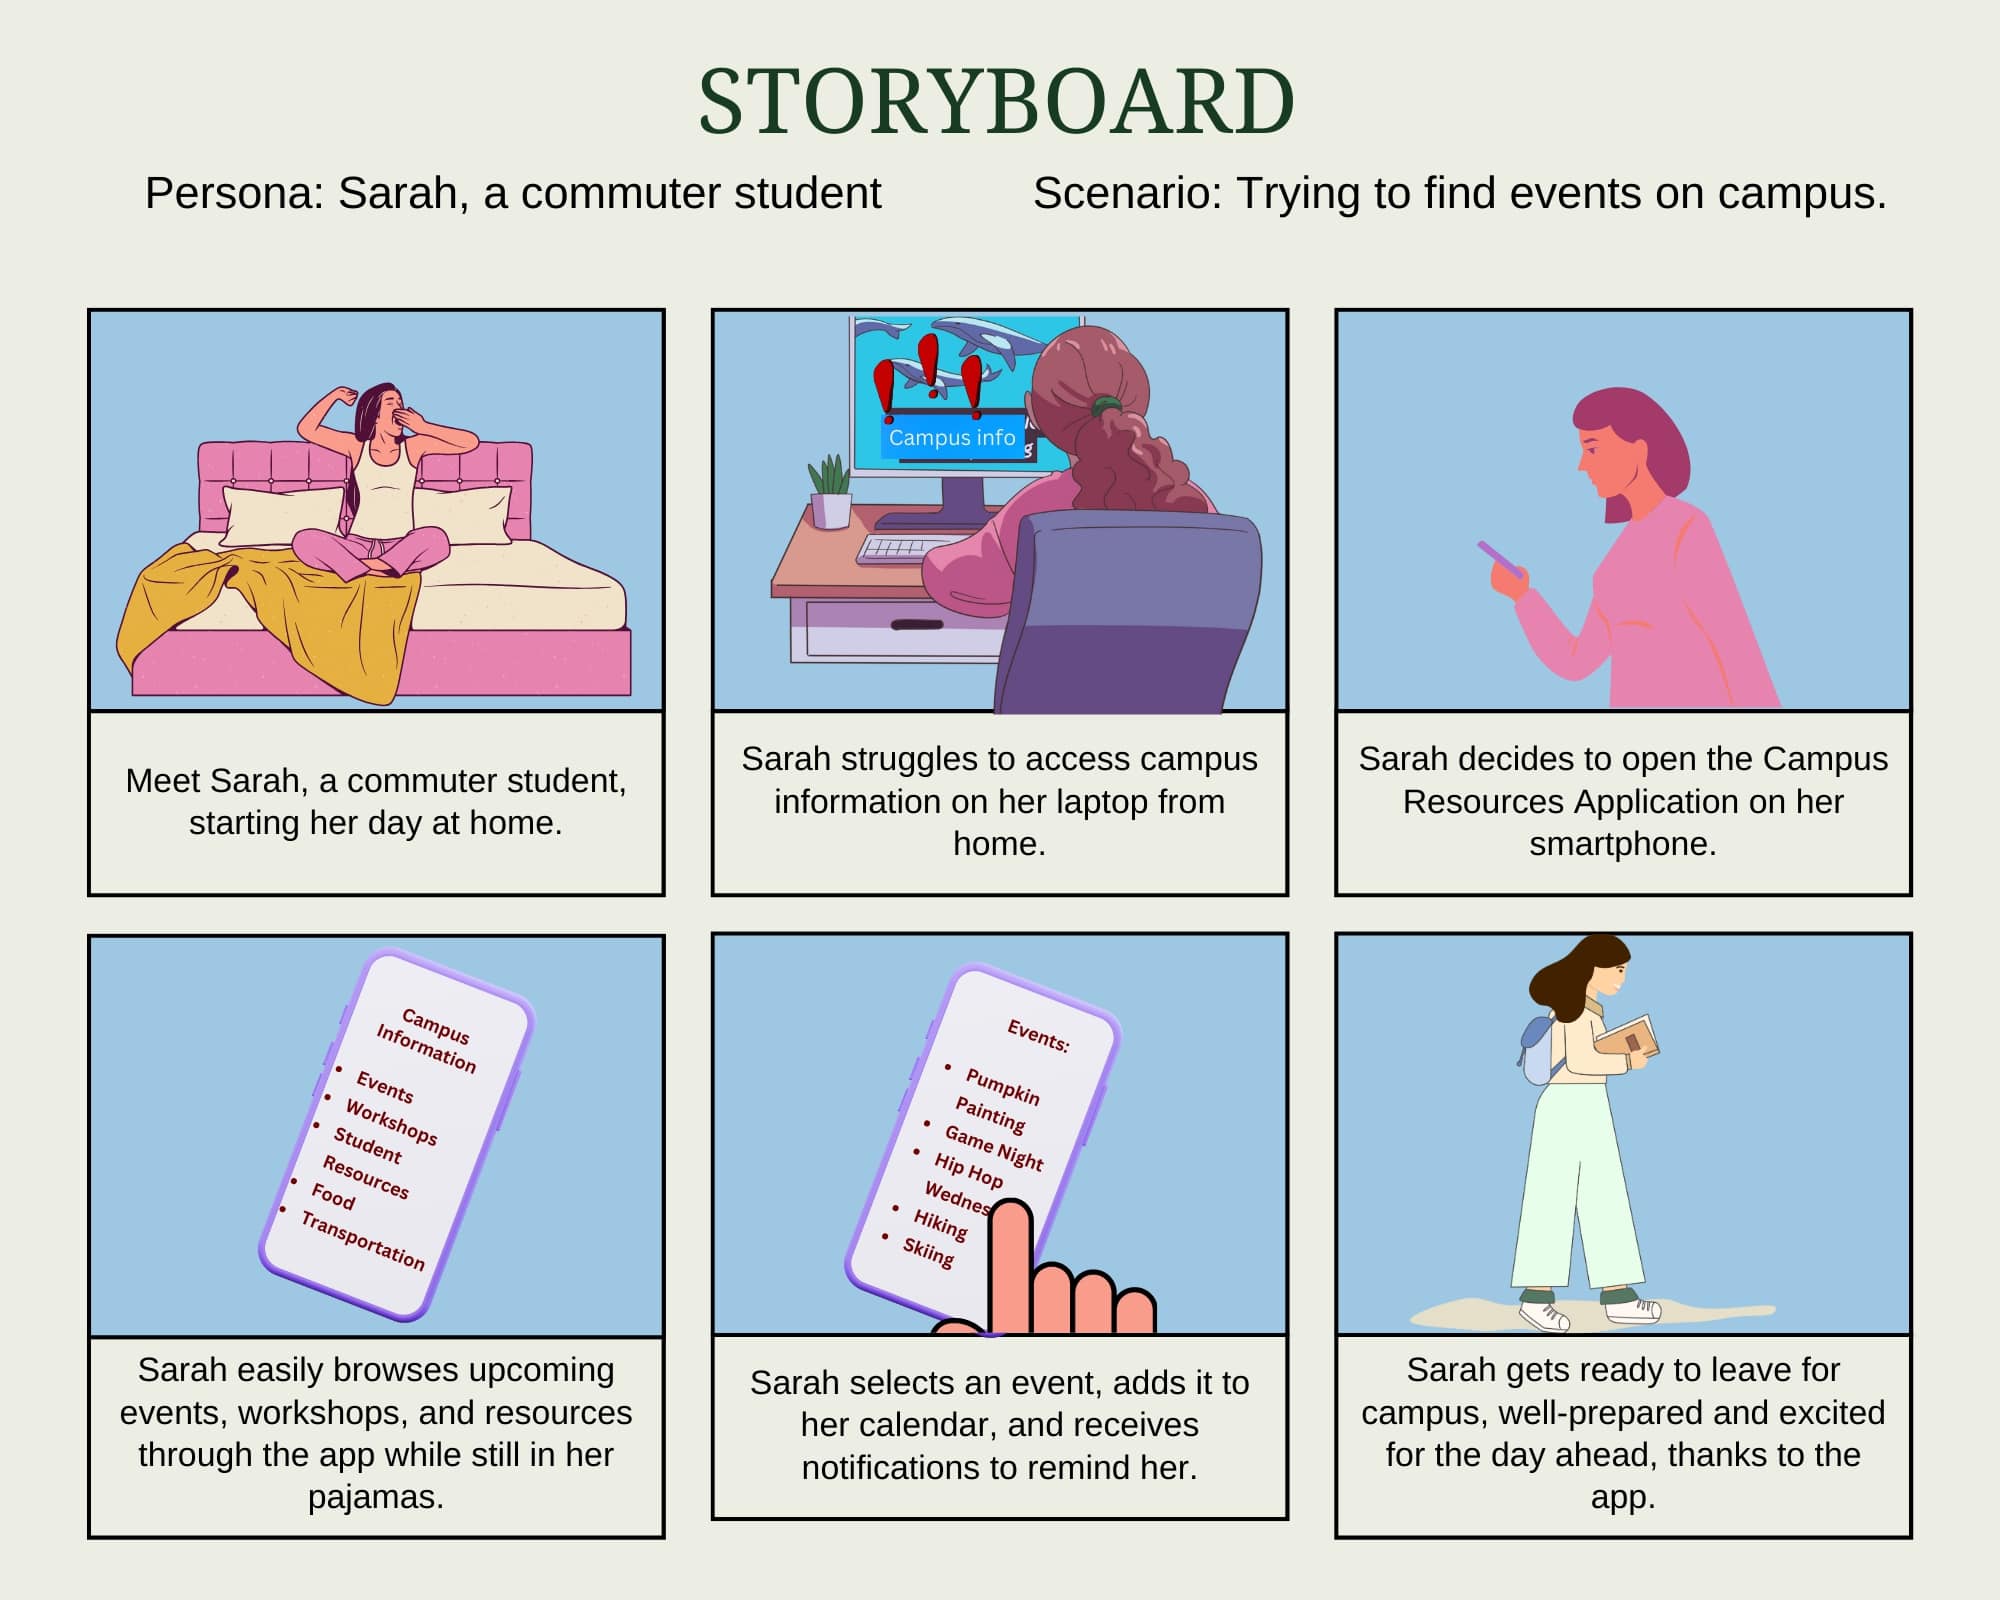 STORYBOARD
Persona: Sarah, a commuter student
Scenario: Trying to find events on campus.
Campus info
Meet Sarah, a commuter student,
starting her day at home.
Sarah struggles to access campus
information on her laptop from
home.
Sarah decides to open the Campus
Resources Application on her
smartphone.
Campus
Information
• Events
• Workshops
• Student
Resources
• Food
• Transportation
Events:
• Pumpkin
Painting
• Game Night
• Hip Hop
Wednes
• Hiking
• Skiing
Sarah easily browses upcoming
events, workshops, and resources
through the app while still in her
pajamas.
Sarah selects an event, adds it to
her calendar, and receives
notifications to remind her.
Sarah gets ready to leave for
campus, well-prepared and excited
for the day ahead, thanks to the
app.